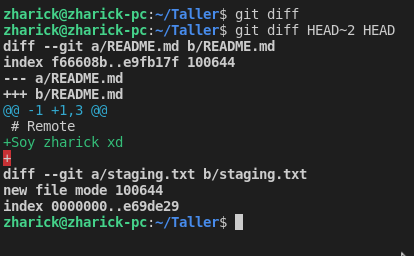 zharick@zharick-pc:~/Taller$ git diff
zharick@zharick-pc:~/Taller$ git diff HEAD~2 HEAD
diff --git a/README.md b/README.md
index f66608b..e9fb17f 100644
--- a/README.md
+++ b/README.md
@@ -1 +1,3 @@
 # Remote
+Soy zharick xd
+
diff --git a/staging.txt b/staging.txt
new file mode 100644
index 0000000..e69de29
zharick@zharick-pc:~/Taller$